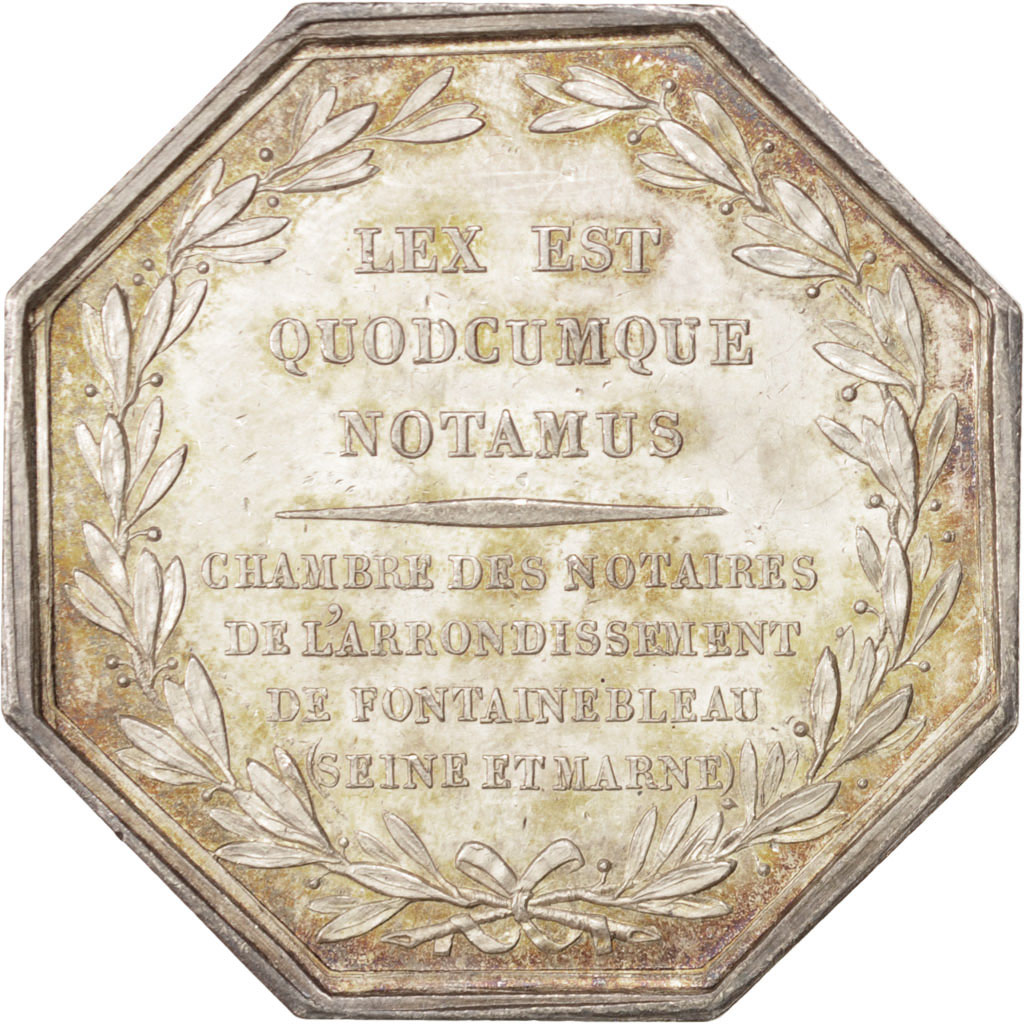 LEX EST
QUODCUMQUE
NOTAMUS
CHAMBRE DES NOTAIRES
DE L'ARRONDISSEMENT
DE FONTAINEBLEAU
(SEINE ET MARNE)